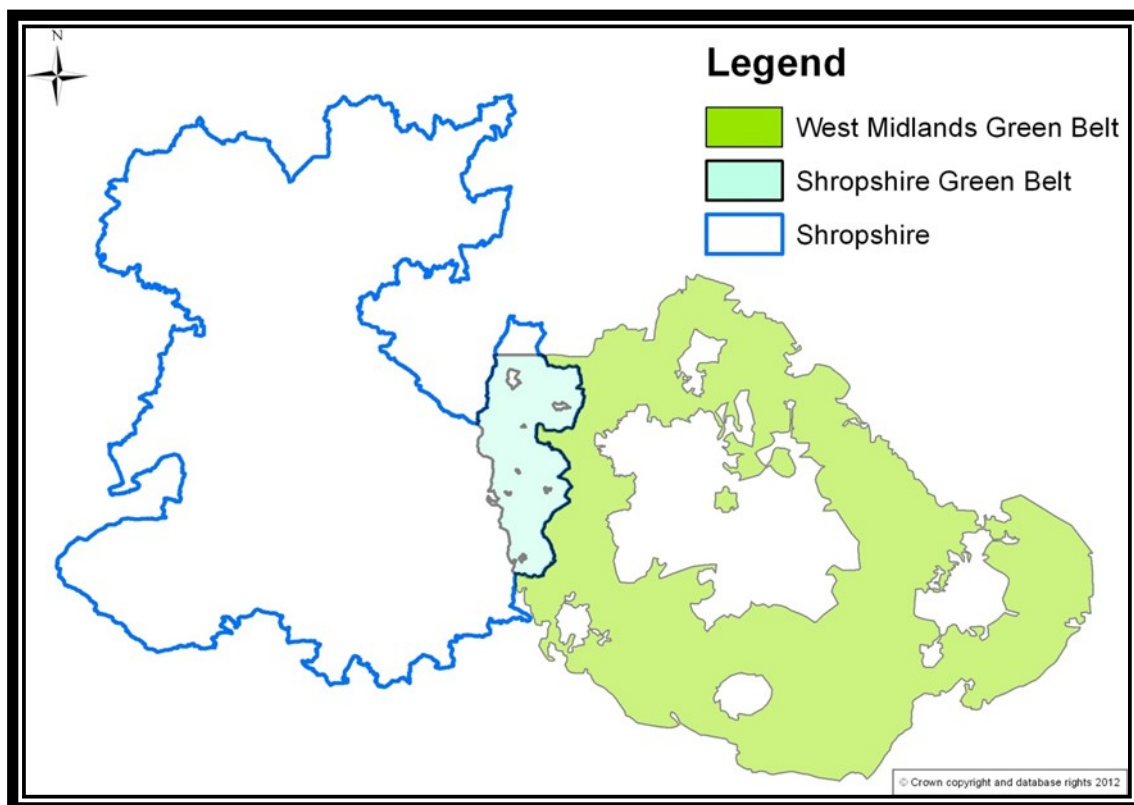 N
Legend
West Midlands Green Belt
Shropshire Green Belt
Shropshire
© Crown copyright and database rights 2012